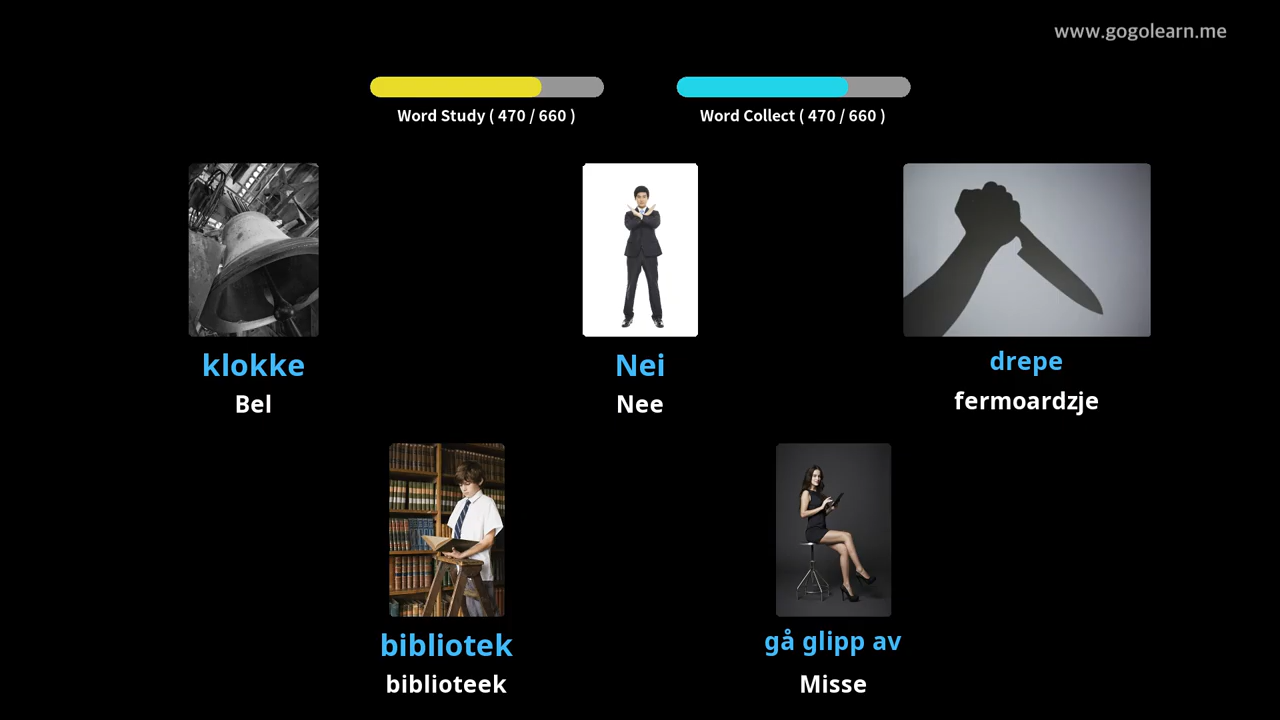 www.gogolearn.me
Word Study ( 470 / 660 )
Word Collect ( 470 / 660 )
klokke
Bel
Nei
Nee
drepe
fermoardzje
bibliotek
biblioteek
gå glipp av
Misse